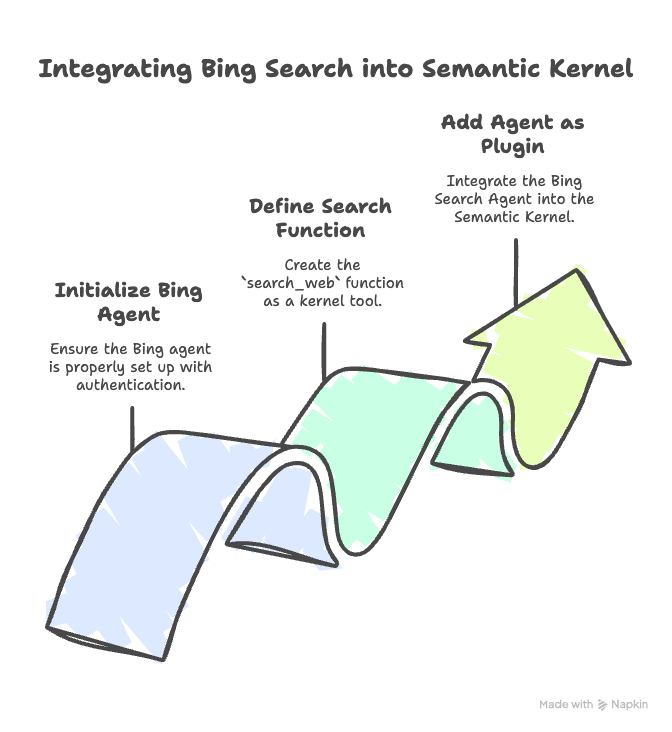 Integrating Bing Search into Semantic Kernel
Add Agent as
Plugin
Integrate the Bing
Search Agent into the
Semantic Kernel.
Define Search
Function
Create the
`search_web` function
as a kernel tool.
Initialize Bing
Agent
Ensure the Bing agent
is properly set up with
authentication.
Made with Napkin